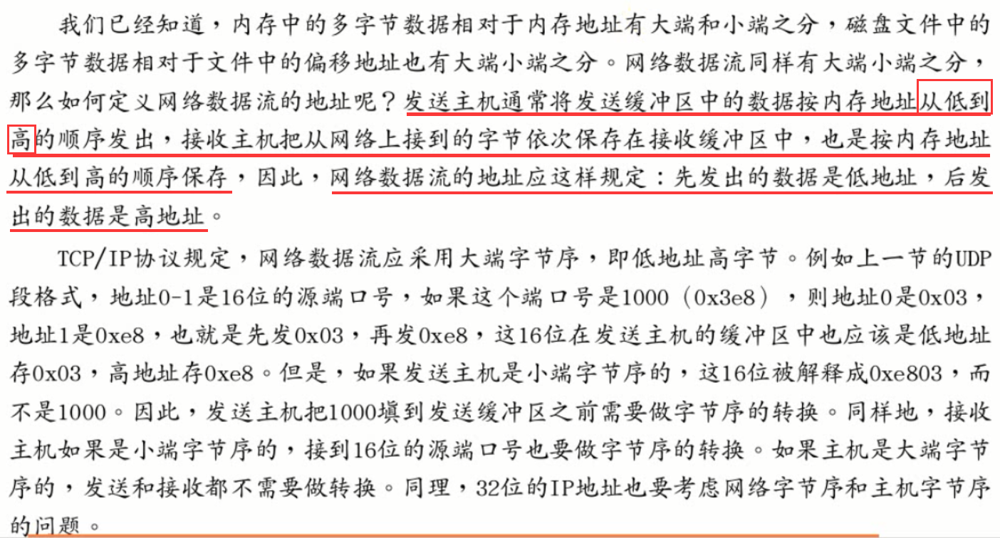 我们已经知道，内存中的多字节数据相对于内存地址有大端和小端之分，磁盘文件中的
多字节数据相对于文件中的偏移地址也有大端小端之分。网络数据流同样有大端小端之分，
那么如何定义网络数据流的地址呢？发送主机通常将发送缓冲区中的数据按内存地址从低到
高的顺序发出，接收主机把从网络上接到的字节依次保存在接收缓冲区中，也是按内存地址
从低到高的顺序保存，因此，网络数据流的地址应这样规定：先发出的数据是低地址，后发
出的数据是高地址。
TCP/IP协议规定，网络数据流应采用大端字节序，即低地址高字节。例如上一节的UDP
段格式，地址0-1是16位的源端口号，如果这个端口号是1000（0x3e8），则地址0是0x03，
地址1是0xe8，也就是先发0x03，再发0xe8，这16位在发送主机的缓冲区中也应该是低地址
存0x03，高地址存0xe8。但是，如果发送主机是小端字节序的，这16位被解释成0xe803，而
不是1000。因此，发送主机把1000填到发送缓冲区之前需要做字节序的转换。同样地，接收
主机如果是小端字节序的，接到16位的源端口号也要做字节序的转换。如果主机是大端字节
序的，发送和接收都不需要做转换。同理，32位的IP地址也要考虑网络字节序和主机字节序
的问题。